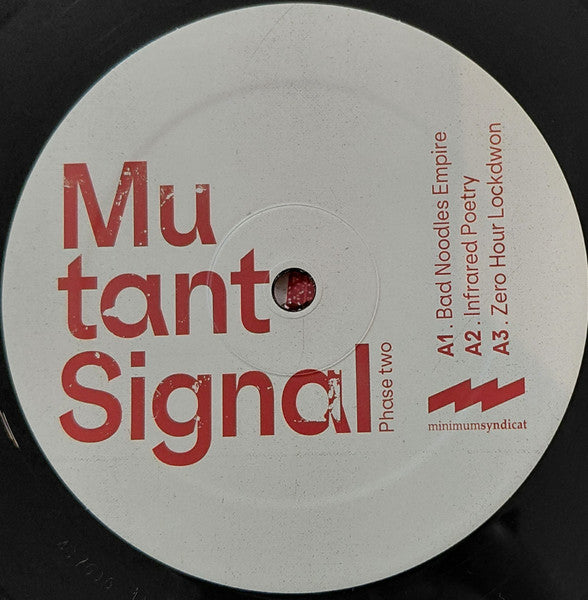 Mu
tant
Signal
Phase two
A1 . Bad Noodles Empire
A2 . Infrared Poetry
A3 . Zero Hour Lockdwon
minimumsyndicat